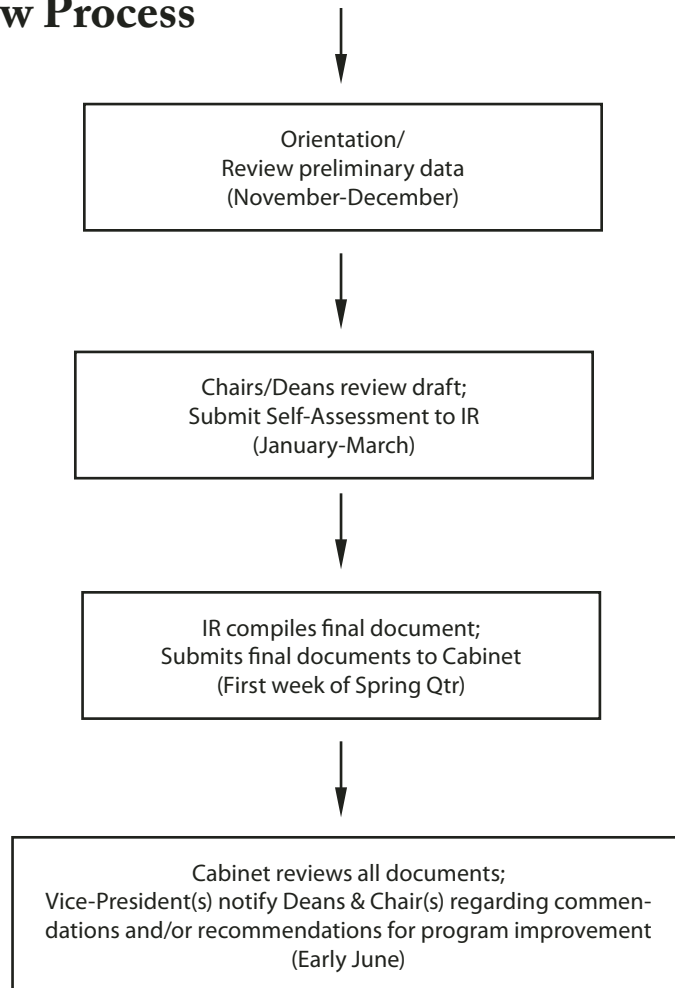 w Process
Orientation/
Review preliminary data
(November-December)
Chairs/Deans review draft;
Submit Self-Assessment to IR
(January-March)
IR compiles final document;
Submits final documents to Cabinet
(First week of Spring Qtr)
Cabinet reviews all documents;
Vice-President(s) notify Deans & Chair(s) regarding commen-
dations and/or recommendations for program improvement
(Early June)